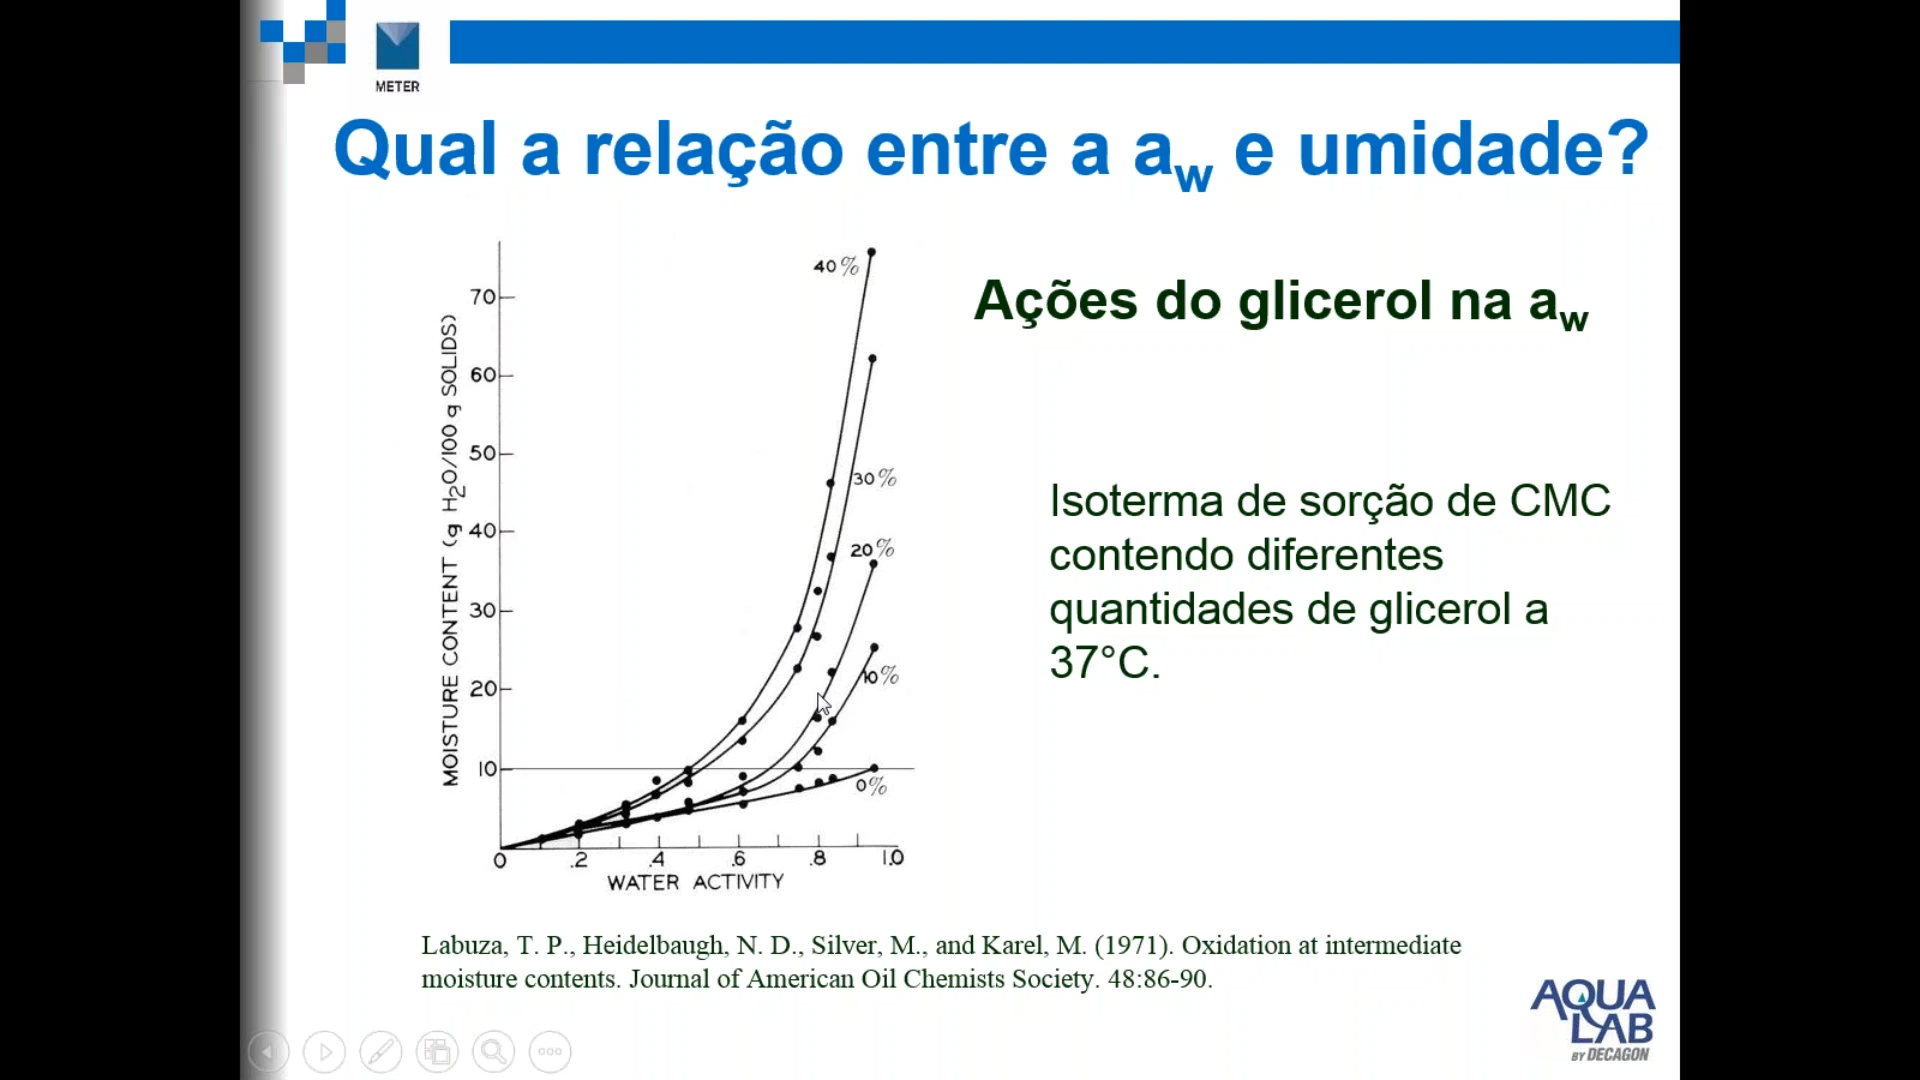 METER
Qual a relação entre a aw e umidade?
Ações do glicerol na aw
MOISTURE CONTENT (g H2O/100 g SOLIDS)
70
60
50
40
30
20
10
40%
30%
20%
10%
0%
0 .2 .4 .6 .8 1.0
WATER ACTIVITY
Isoterma de sorção de CMC
contendo diferentes
quantidades de glicerol a
37°C.
Labuza, T. P., Heidelbaugh, N. D., Silver, M., and Karel, M. (1971). Oxidation at intermediate
moisture contents. Journal of American Oil Chemists Society. 48:86-90.
AQUA
LAB
BY DECAGON